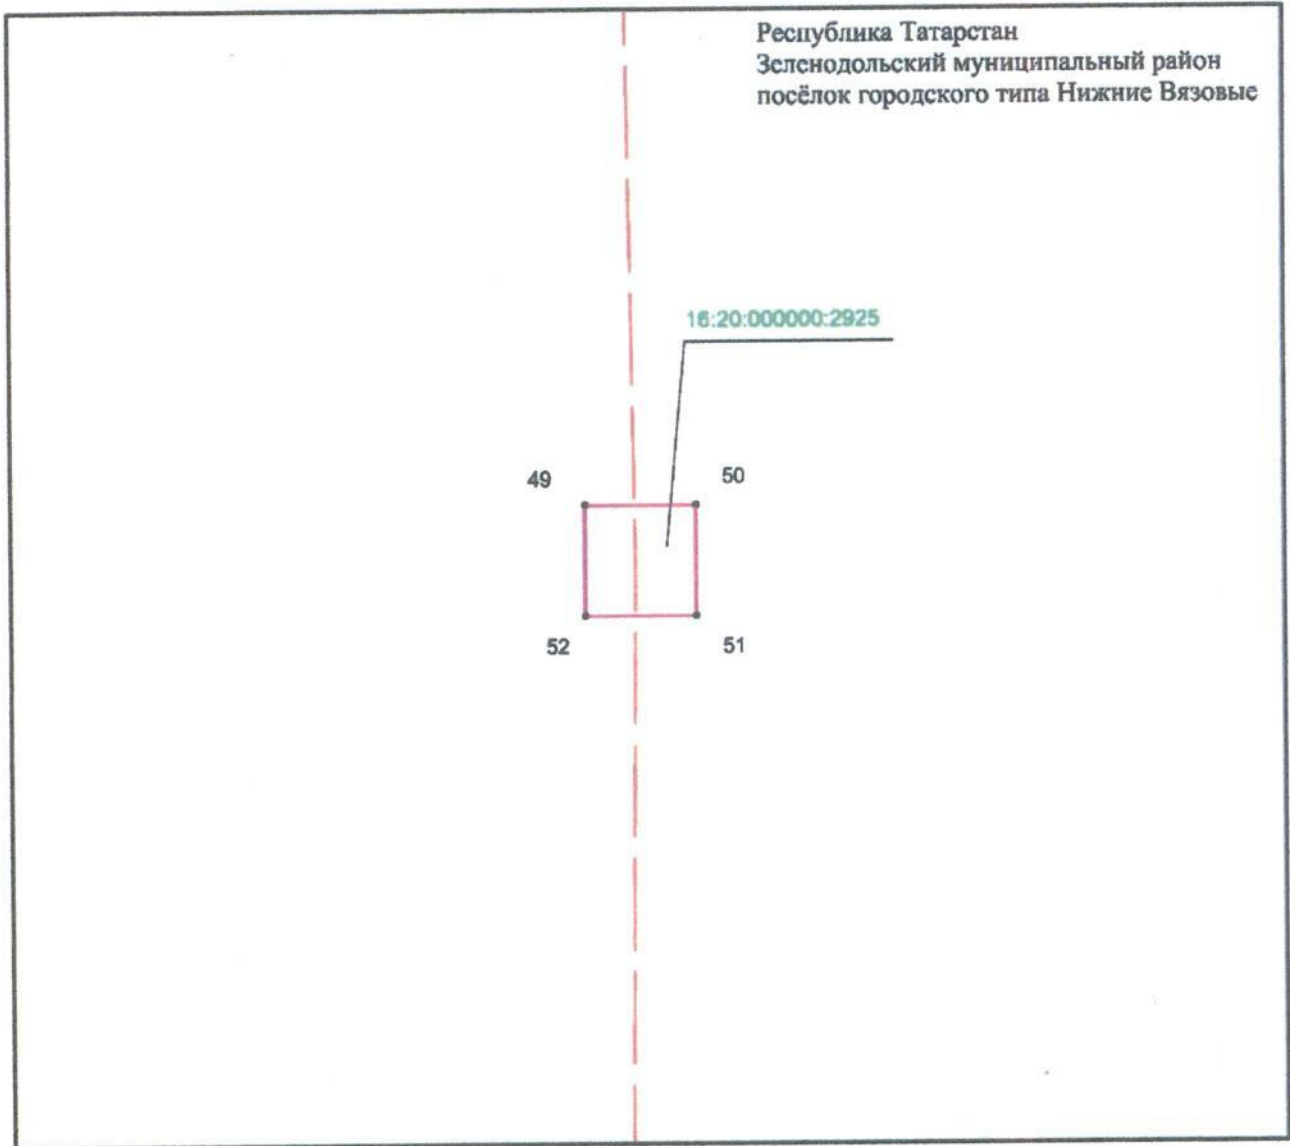 Республика Татарстан
Зеленодольский муниципальный район
посёлок городского типа Нижние Вязовые
16:20:000000:2925
49
50
52
51